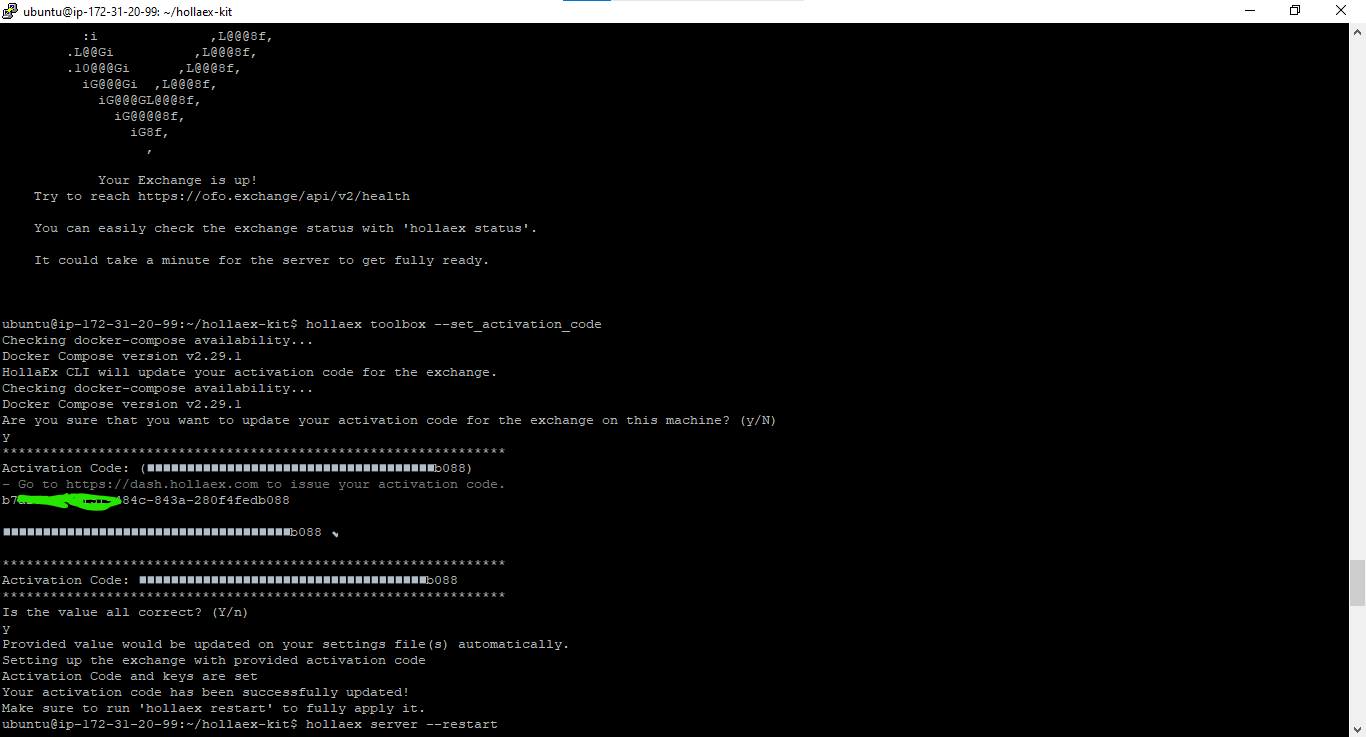 ubuntu@ip-172-31-20-99: ~/hollaex-kit
:i ,L@@@8f,
.L@@Gi ,L@@@8f,
.10@@@Gi ,L@@@8f,
iG@@@Gi ,L@@@8f,
iG@@@GL@@@8f,
iG@@@@8f,
iG8f,
,
Your Exchange is up!
Try to reach https://ofo.exchange/api/v2/health
You can easily check the exchange status with 'hollaex status'.
It could take a minute for the server to get fully ready.
ubuntu@ip-172-31-20-99:~/hollaex-kit$ hollaex toolbox --set_activation_code
Checking docker-compose availability...
Docker Compose version v2.29.1
HollaEx CLI will update your activation code for the exchange.
Checking docker-compose availability...
Docker Compose version v2.29.1
Are you sure that you want to update your activation code for the exchange on this machine? (y/N)
y
***************************************************************
Activation Code: (■■■■■■■■■■■■■■■■■■■■■■■■■■■■■■■■■■■■b088)
- Go to https://dash.hollaex.com to issue your activation code.
84c-843a-280f4fedb088
■■■■■■■■■■■■■■■■■■■■■■■■■■■■■■■■■■■■b088
***************************************************************
Activation Code: ■■■■■■■■■■■■■■■■■■■■■■■■■■■■■■■■■■■■b088
***************************************************************
Is the value all correct? (Y/n)
y
Provided value would be updated on your settings file(s) automatically.
Setting up the exchange with provided activation code
Activation Code and keys are set
Your activation code has been successfully updated!
Make sure to run 'hollaex restart' to fully apply it.
ubuntu@ip-172-31-20-99:~/hollaex-kit$ hollaex server --restart